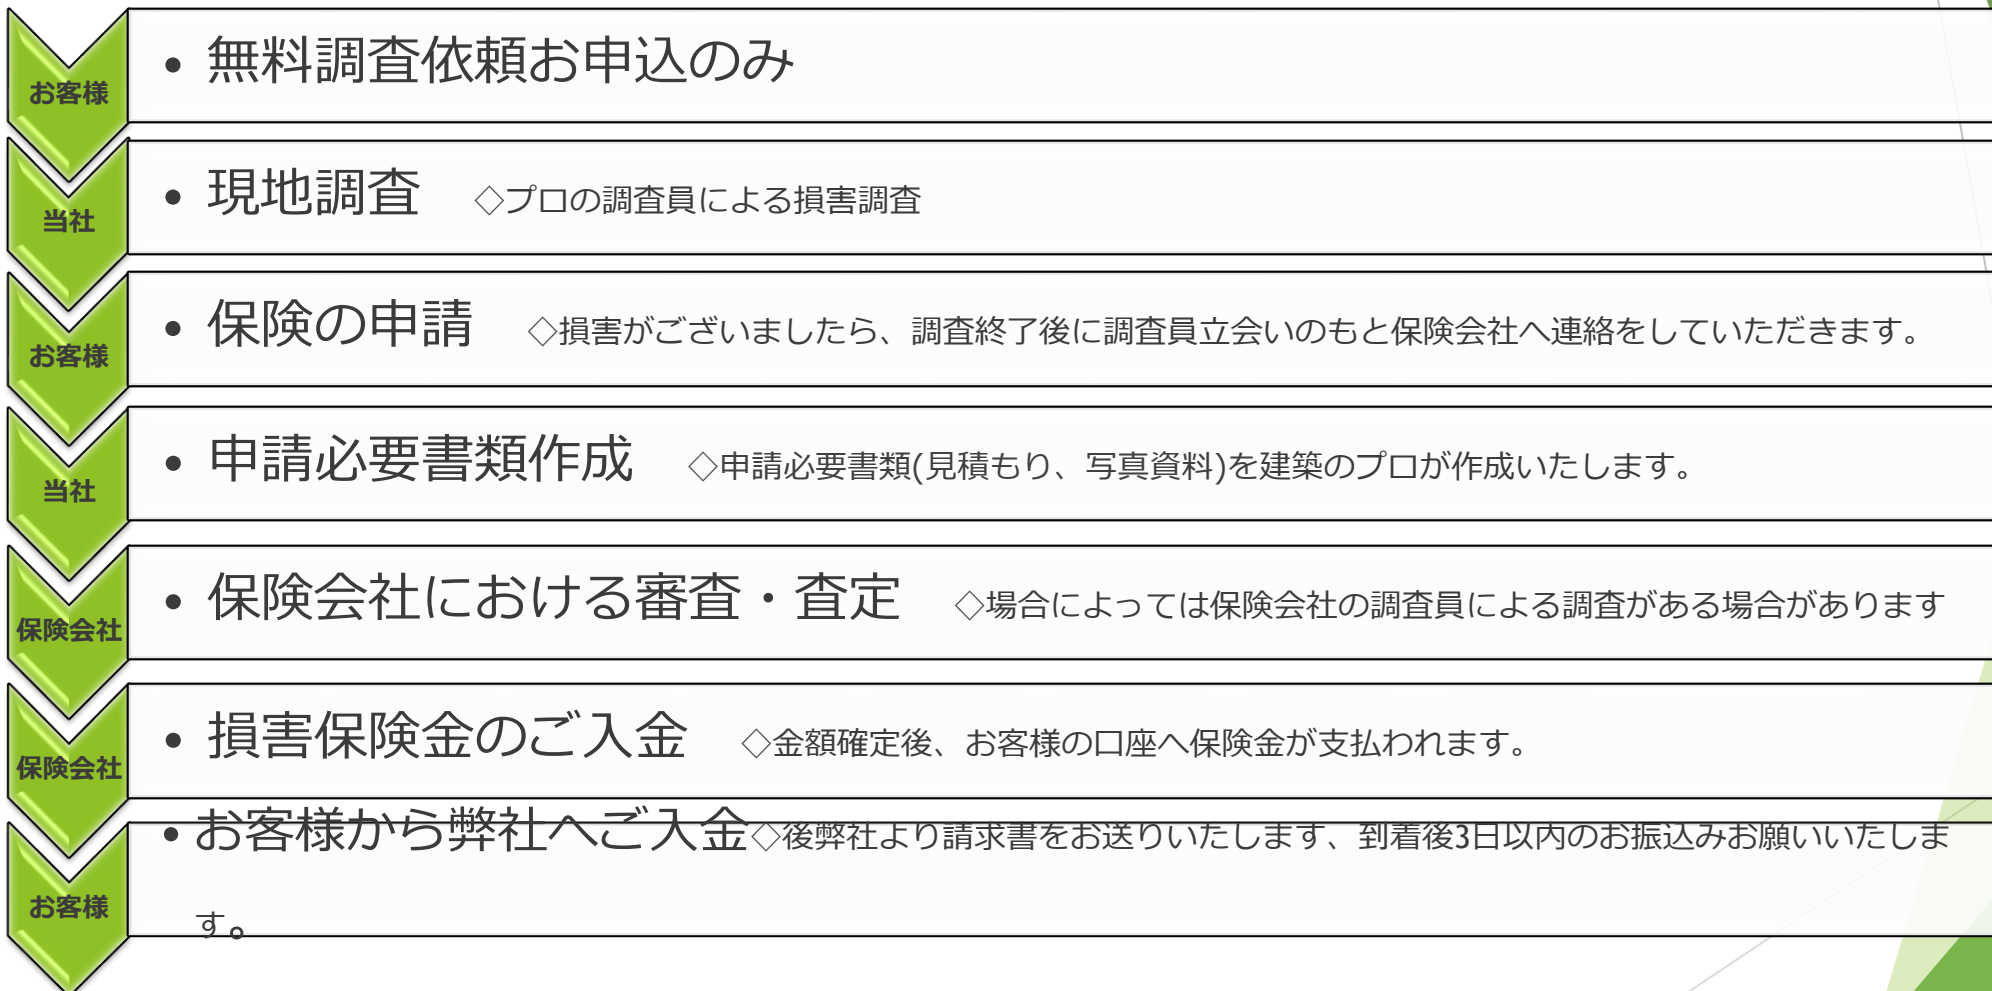 お客様
• 無料調査依頼お申込のみ
当社
• 現地調査 ◇プロの調査員による損害調査
お客様
• 保険の申請 ◇損害がございましたら、調査終了後に調査員立会いのもと保険会社へ連絡をしていただきます。
当社
• 申請必要書類作成 ◇申請必要書類(見積もり、写真資料)を建築のプロが作成いたします。
保険会社
• 保険会社における審査・査定 ◇場合によっては保険会社の調査員による調査がある場合があります
保険会社
• 損害保険金のご入金 ◇金額確定後、お客様の口座へ保険金が支払われます。
お客様
• お客様から弊社へご入金◇後弊社より請求書をお送りいたします、到着後3日以内のお振込みお願いいたしま
す。